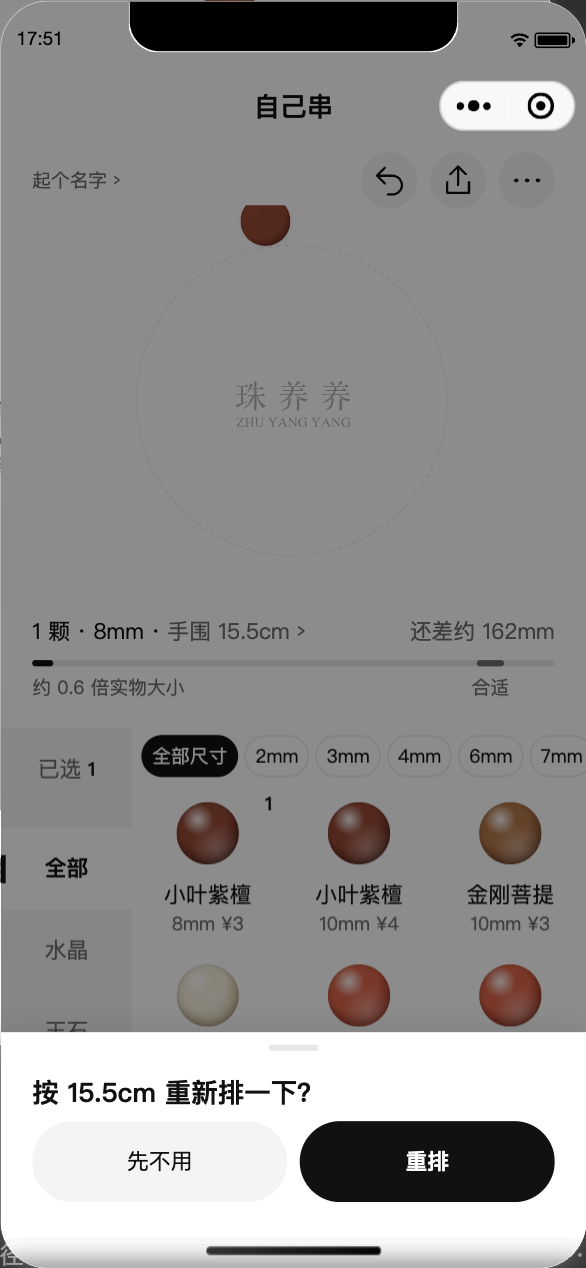 17:51
自己串
起个名字 >
珠养养
ZHU YANG YANG
1 颗 · 8mm · 手围 15.5cm > 还差约 162mm
约 0.6 倍实物大小 合适
已选 1
全部尺寸 2mm 3mm 4mm 6mm 7mm
1
全部
小叶紫檀 小叶紫檀 金刚菩提
8mm ¥3 10mm ¥4 10mm ¥3
水晶
玉石
按 15.5cm 重新排一下?
先不用 重排
径